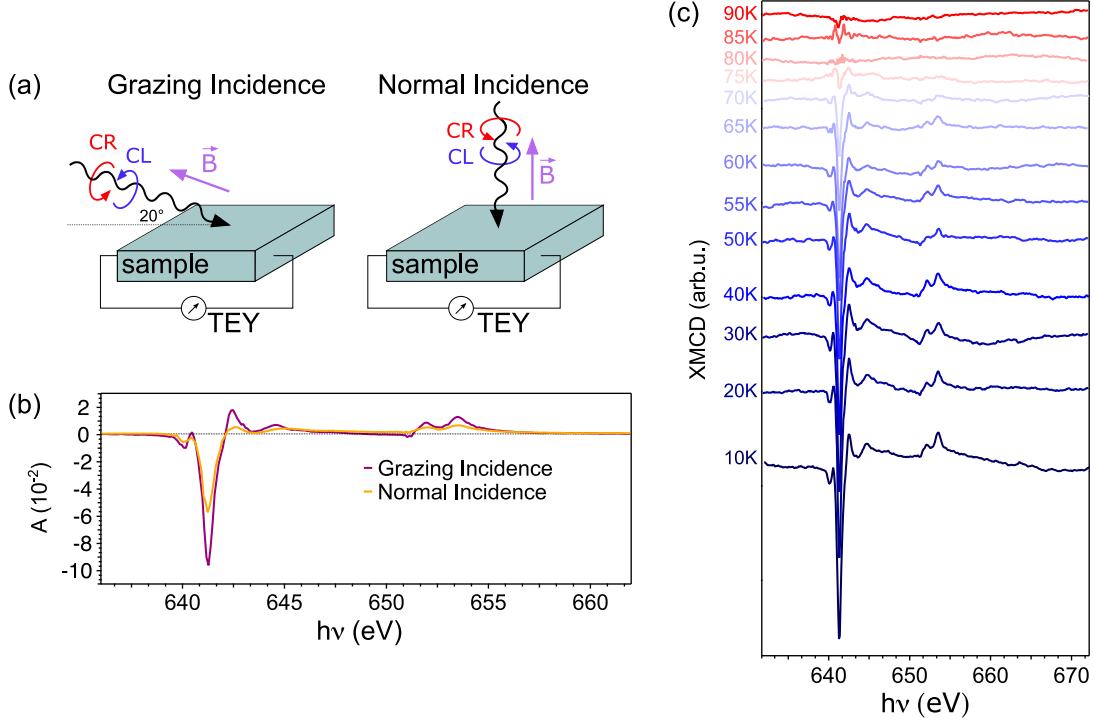 (a)
Grazing Incidence
CR
CL
B
20°
sample
TEY
Normal Incidence
CR
CL
B
sample
TEY
(b)
2
0
-2
-4
-6
-8
-10
A (10⁻²)
Grazing Incidence
Normal Incidence
640
645
650
655
660
hν (eV)
(c)
90K
85K
80K
75K
70K
65K
60K
55K
50K
40K
30K
20K
10K
XMCD (arb.u.)
640
650
660
670
hν (eV)